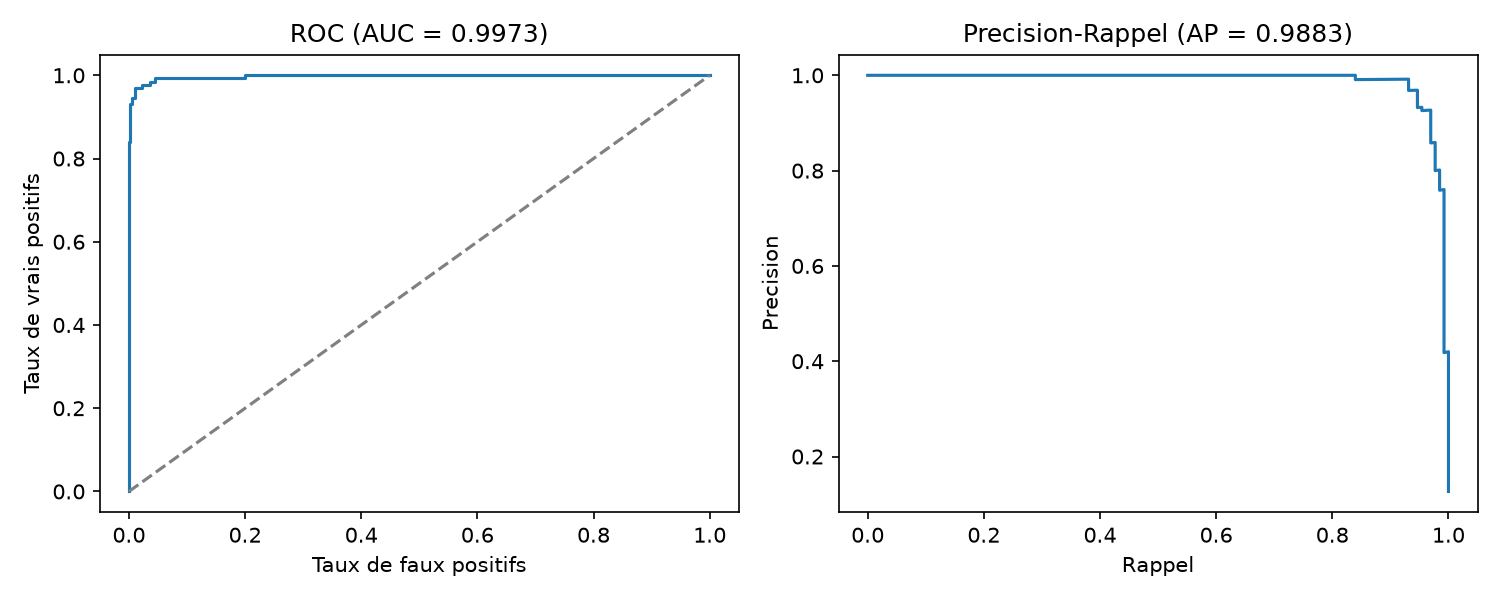 ROC (AUC = 0.9973)
Taux de vrais positifs
1.0
0.8
0.6
0.4
0.2
0.0
0.0 0.2 0.4 0.6 0.8 1.0
Taux de faux positifs
Precision-Rappel (AP = 0.9883)
Precision
1.0
0.8
0.6
0.4
0.2
0.0 0.2 0.4 0.6 0.8 1.0
Rappel